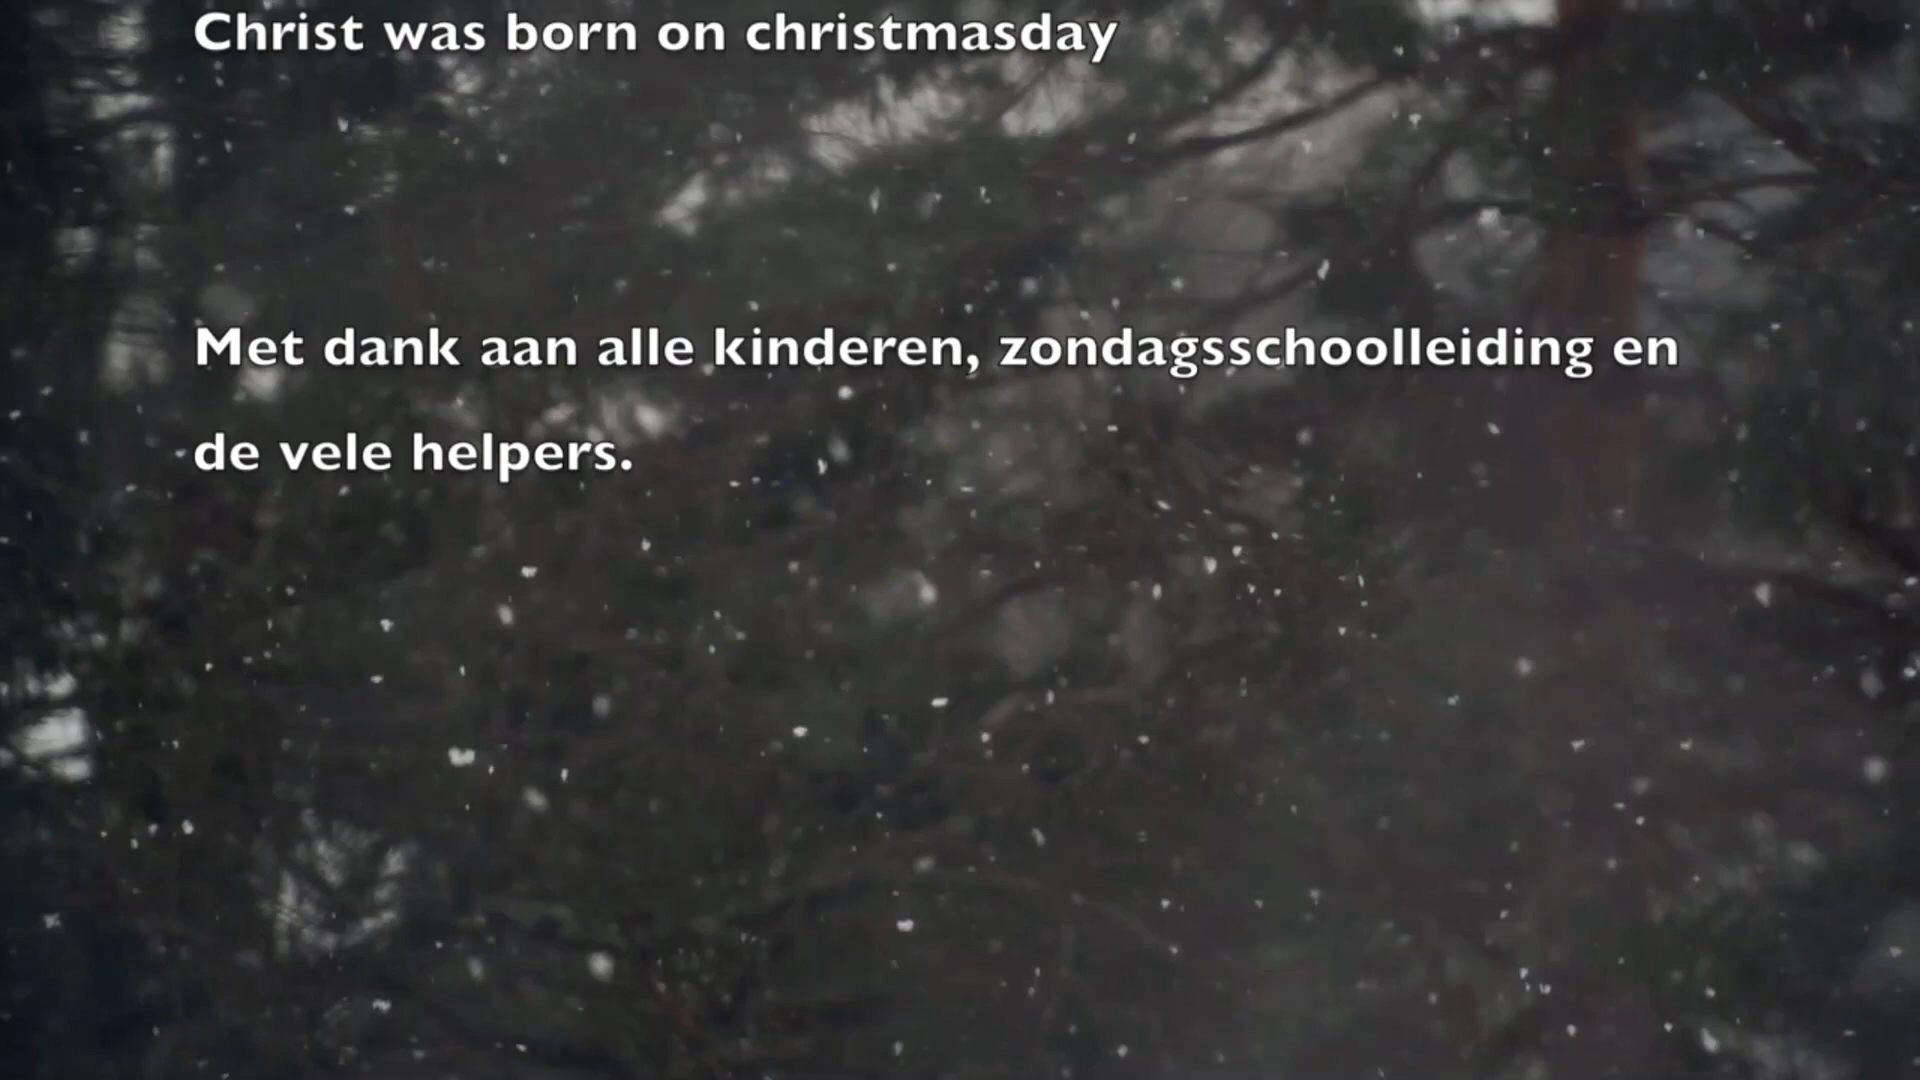 Christ was born on christmasday
Met dank aan alle kinderen, zondagsschoolleiding en
de vele helpers.